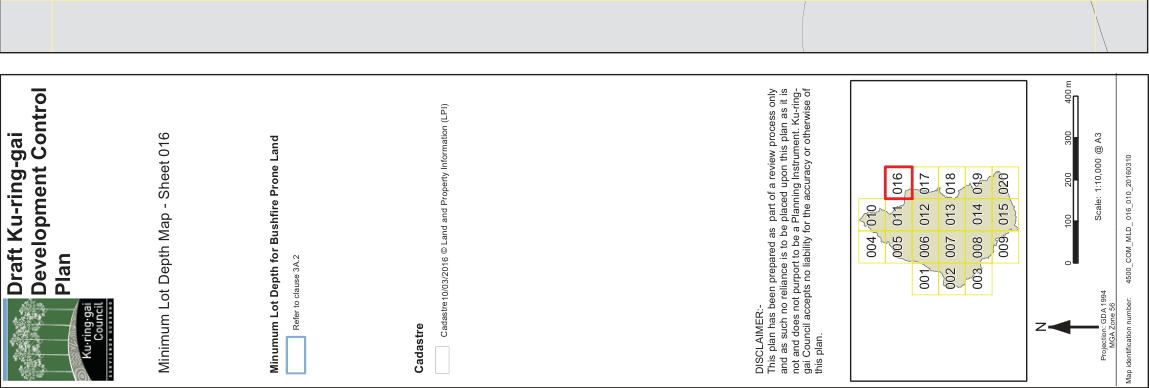 Draft Ku-ring-gai
Development Control
Plan
Ku-ring-gai
Council
Minimum Lot Depth Map - Sheet 016
Minumum Lot Depth for Bushfire Prone Land
Refer to clause 3A.2
Cadastre
Cadastre10/03/2016 © Land and Property Information (LPI)
DISCLAIMER:-
This plan has been prepared as part of a review process only
and as such no reliance is to be placed upon this plan as it is
not and does not purport to be a Planning Instrument. Ku-ring-
gai Council accepts no liability for the accuracy or otherwise of
this plan.
004 010
005 011 016
001 006 012 017
002 007 013 018
003 008 014 019
009 015 020
N
0 100 200 300 400 m
Scale: 1:10,000 @ A3
Projection: GDA 1994
MGA Zone 56
Map identification number: 4500_COM_MLD_ 016_010_20160310